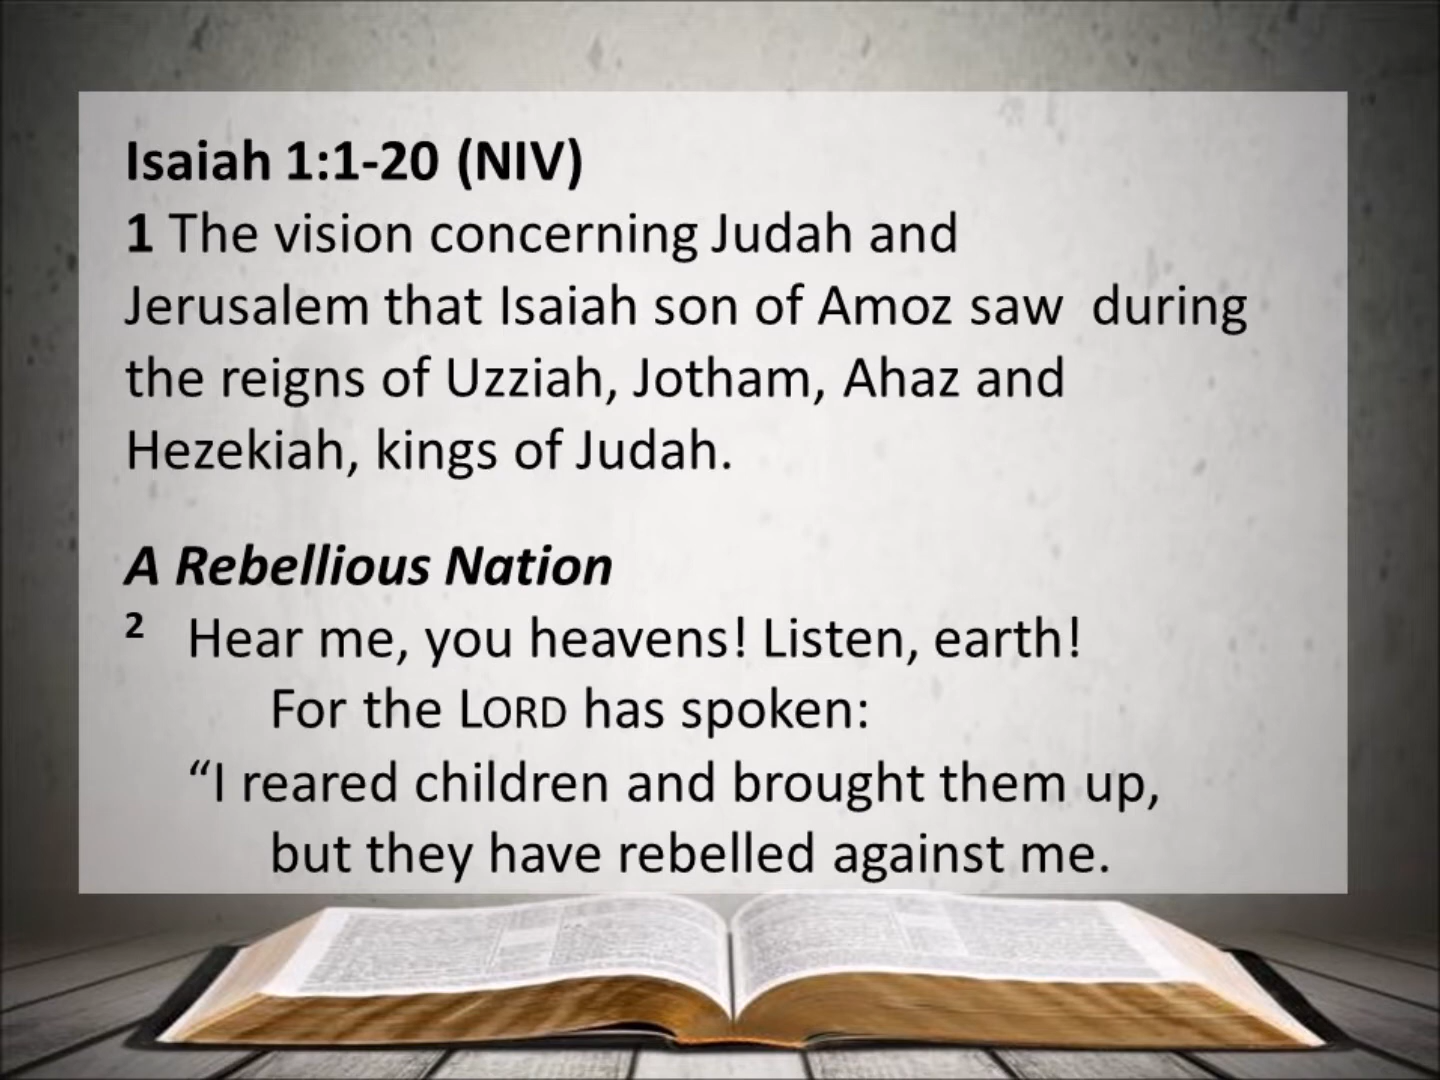 Isaiah 1:1-20 (NIV)
1 The vision concerning Judah and
Jerusalem that Isaiah son of Amoz saw  during
the reigns of Uzziah, Jotham, Ahaz and
Hezekiah, kings of Judah.
A Rebellious Nation
2 Hear me, you heavens! Listen, earth!
For the LORD has spoken:
“I reared children and brought them up,
but they have rebelled against me.